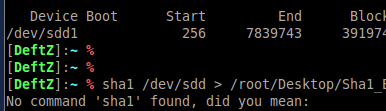 Device Boot Start End Block
/dev/sdd1 256 7839743 391974
[DeftZ]:~ %
[DeftZ]:~ %
[DeftZ]:~ % sha1 /dev/sdd > /root/Desktop/Sha1_
No command 'sha1' found, did you mean: